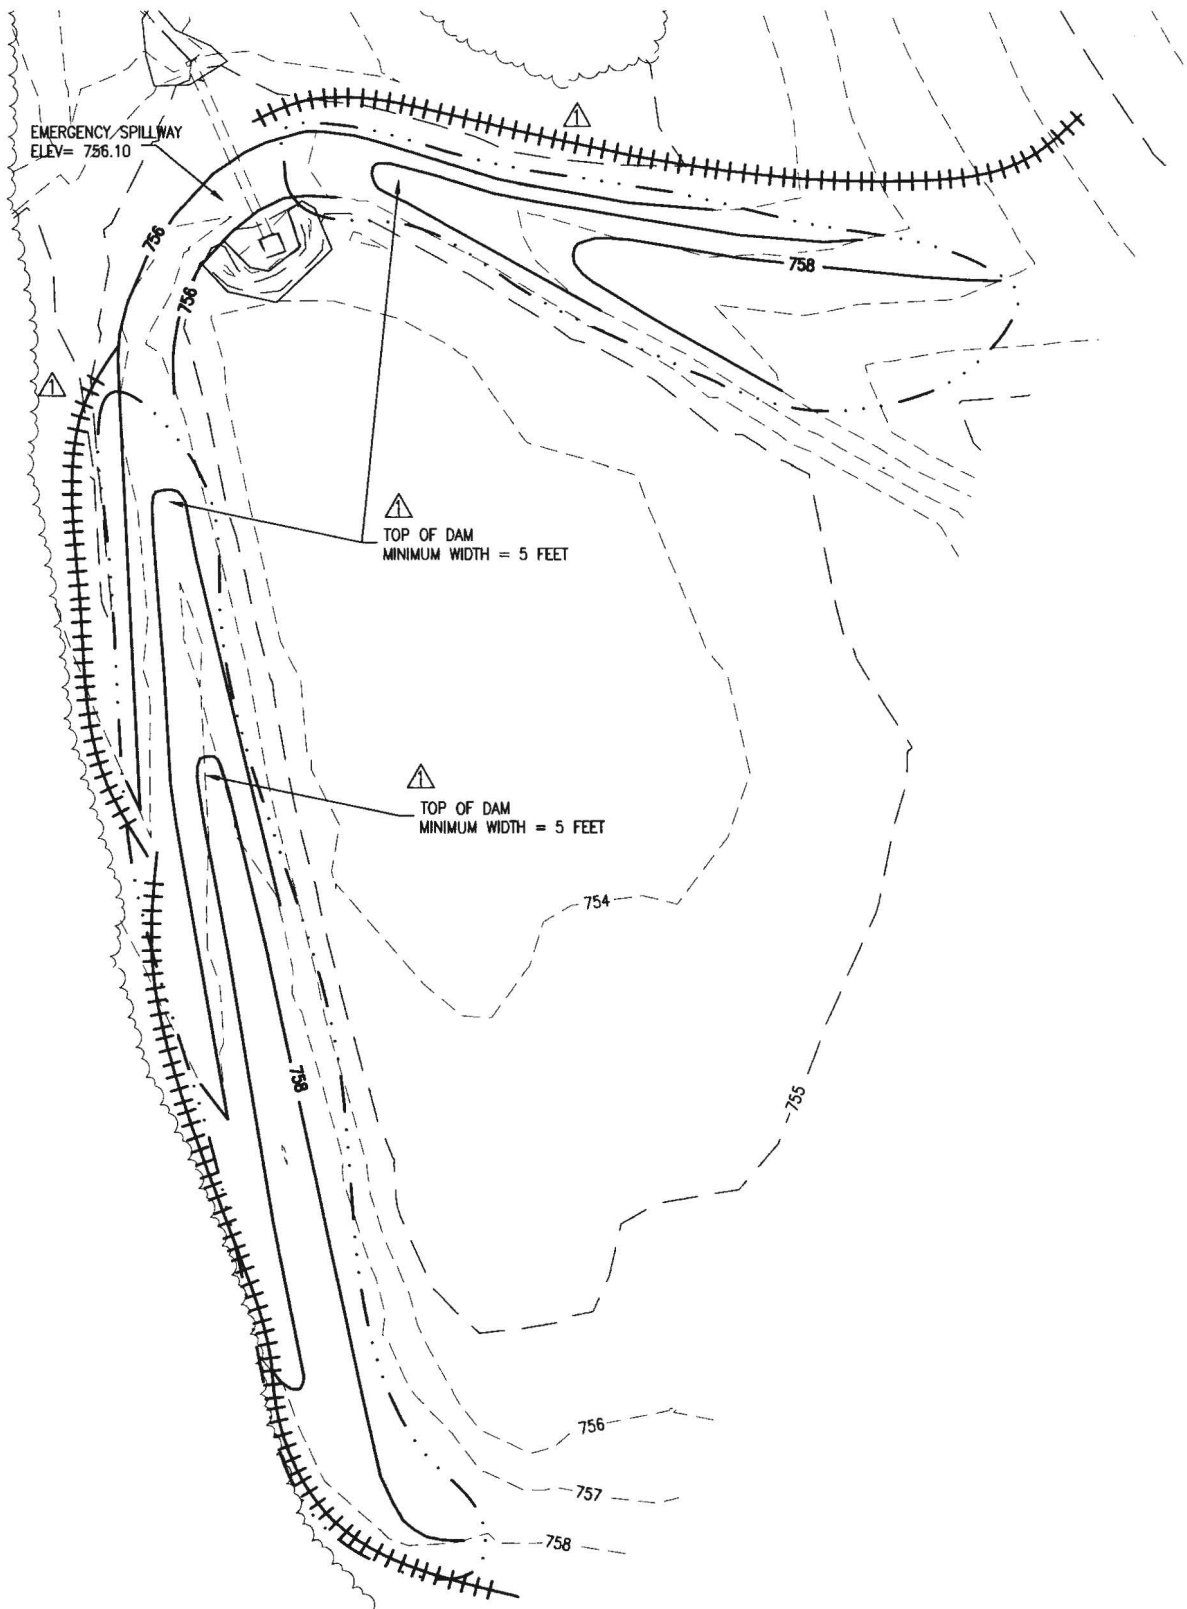 EMERGENCY SPILLWAY
ELEV= 756.10
1
756
756
758
1
1
TOP OF DAM
MINIMUM WIDTH = 5 FEET
1
TOP OF DAM
MINIMUM WIDTH = 5 FEET
754
758
755
756
757
758